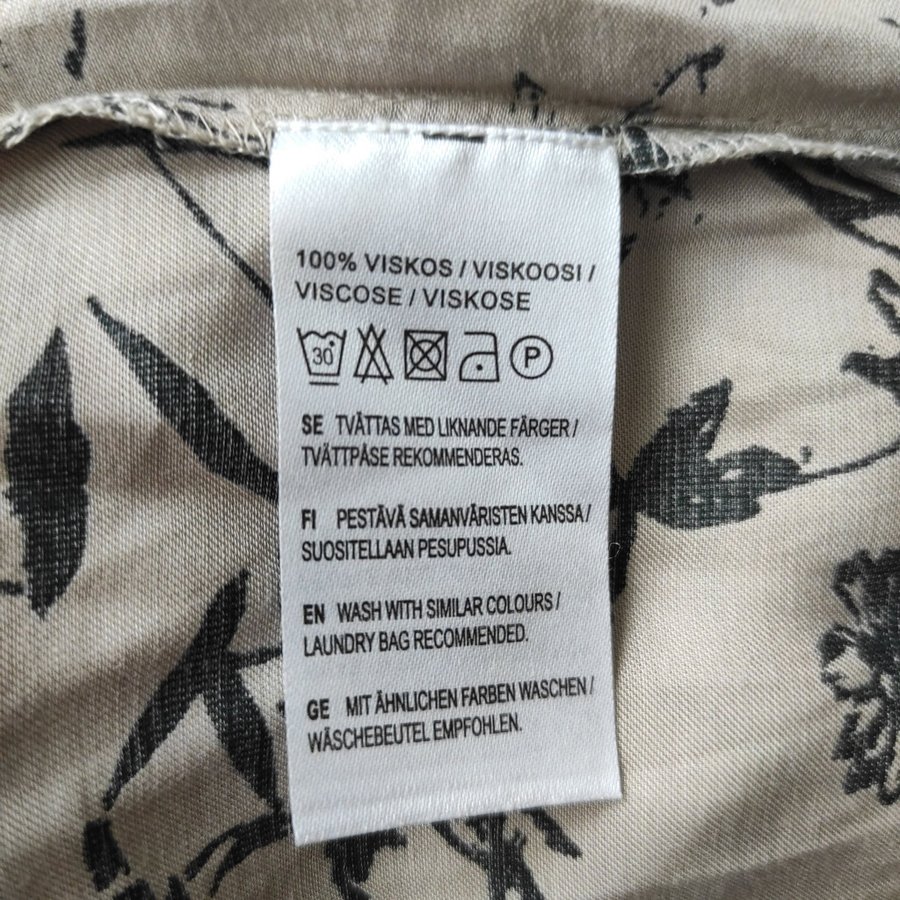 100% VISKOS / VISKOOSI /
VISCOSE / VISKOSE
30° P
SE TVÄTTAS MED LIKNANDE FÄRGER /
TVÄTTPÅSE REKOMMENDERAS.
FI PESTÄVÄ SAMANVÄRISTEN KANSSA /
SUOSITELLAAN PESUPUSSIA.
EN WASH WITH SIMILAR COLOURS /
LAUNDRY BAG RECOMMENDED.
GE MIT ÄHNLICHEN FARBEN WASCHEN /
WÄSCHEBEUTEL EMPFOHLEN.